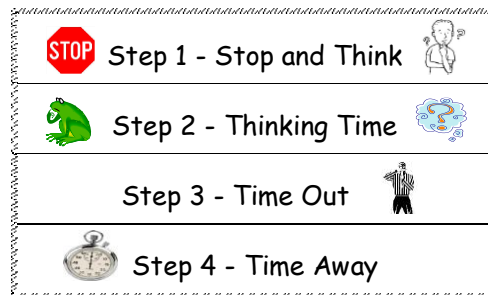 STOP Step 1 - Stop and Think
Step 2 - Thinking Time
Step 3 - Time Out
Step 4 - Time Away